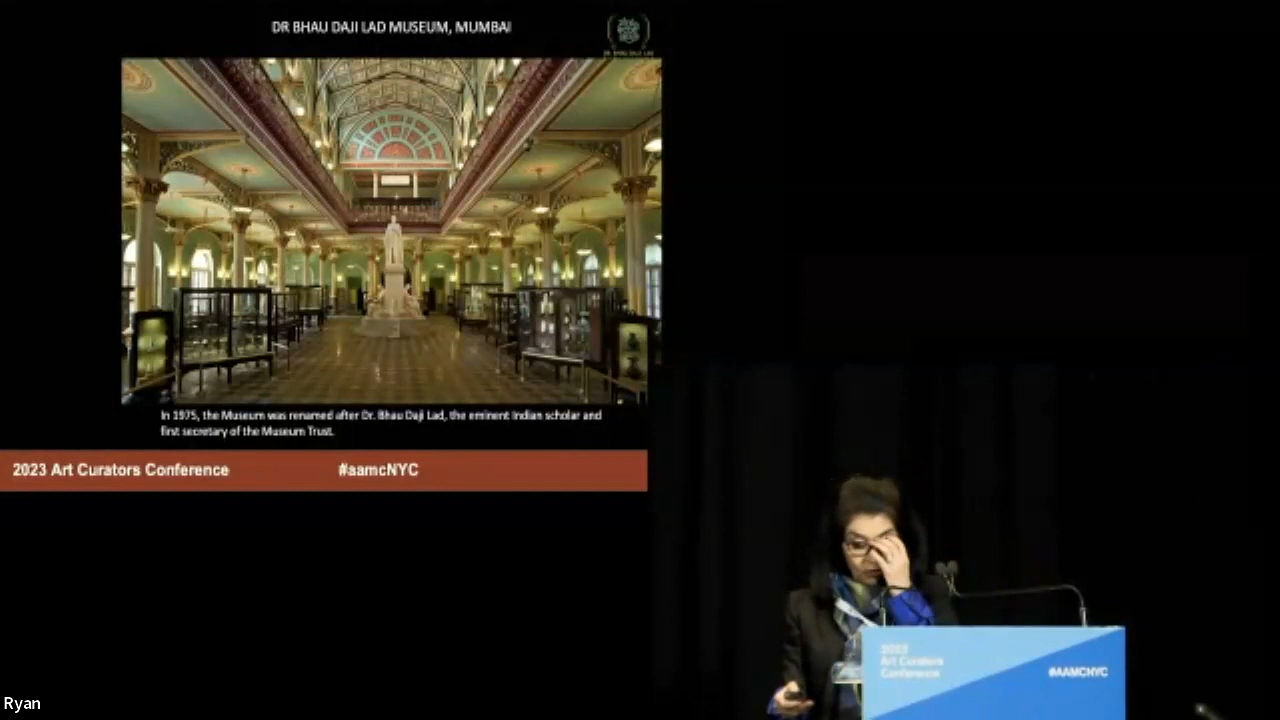 DR BHAU DAJI LAD MUSEUM, MUMBAI
In 1975, the Museum was renamed after Dr. Bhau Daji Lad, the eminent Indian scholar and
first secretary of the Museum Trust.
2023 Art Curators Conference #aamcNYC
2023
Art Curators
Conference
#AAMCNYC
Ryan